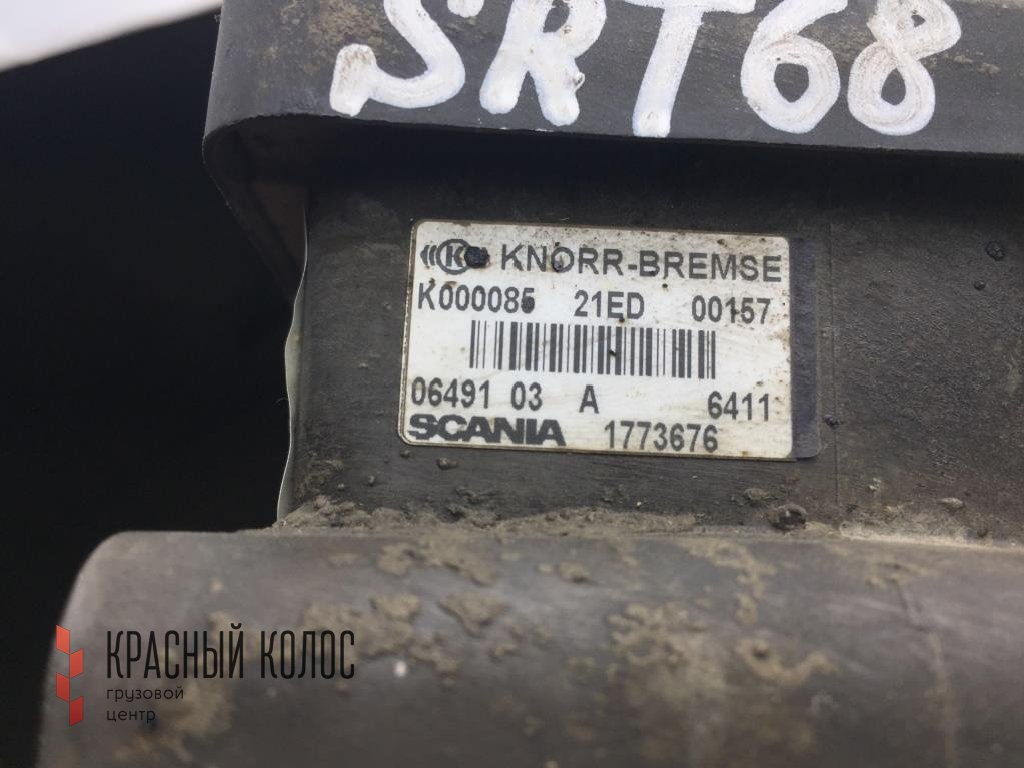 SRT68
KNORR-BREMSE
K000085 21ED 00157
06491 03 A 6411
SCANIA 1773676
КРАСНЫЙ КОЛОС
грузовой
центр